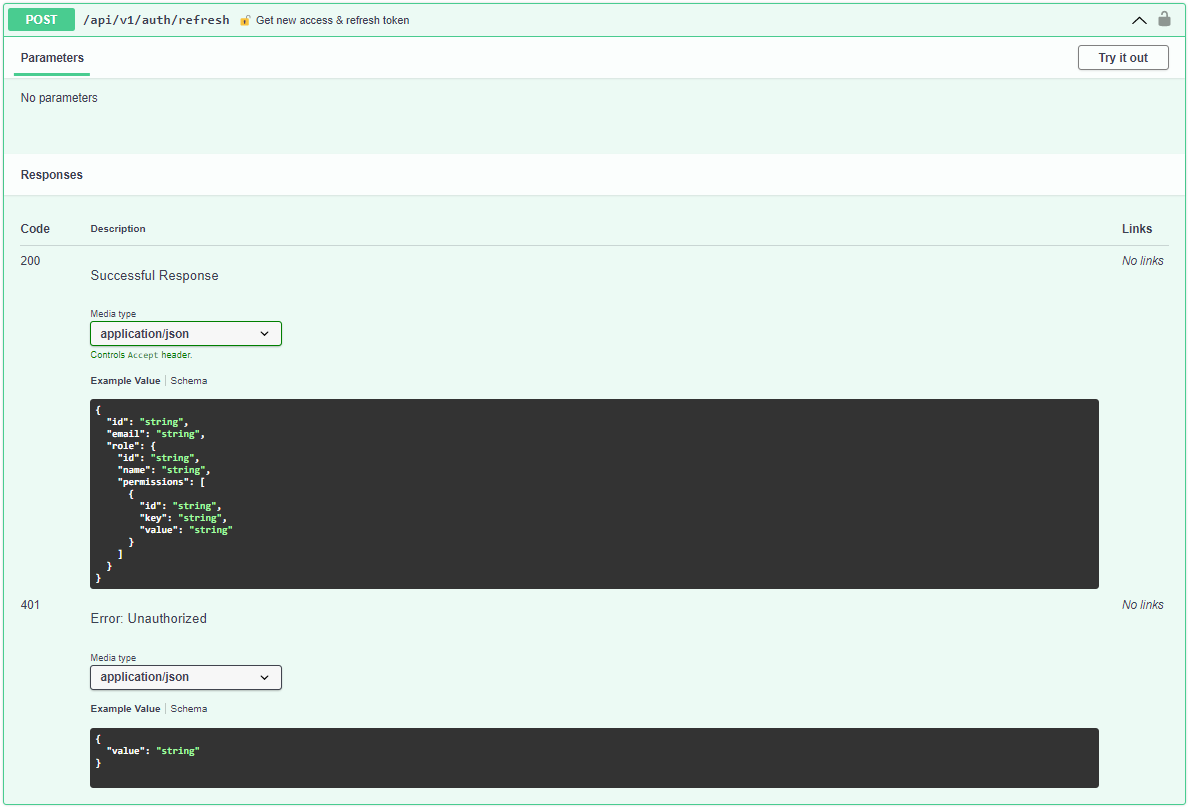 POST /api/v1/auth/refresh 🔓 Get new access & refresh token
Parameters
Try it out
No parameters
Responses
Code Description Links
200 No links
Successful Response
Media type
application/json
Controls Accept header.
Example Value Schema
{
  "id": "string",
  "email": "string",
  "role": {
    "id": "string",
    "name": "string",
    "permissions": [
      {
        "id": "string",
        "key": "string",
        "value": "string"
      }
    ]
  }
}
401 No links
Error: Unauthorized
Media type
application/json
Example Value Schema
{
  "value": "string"
}